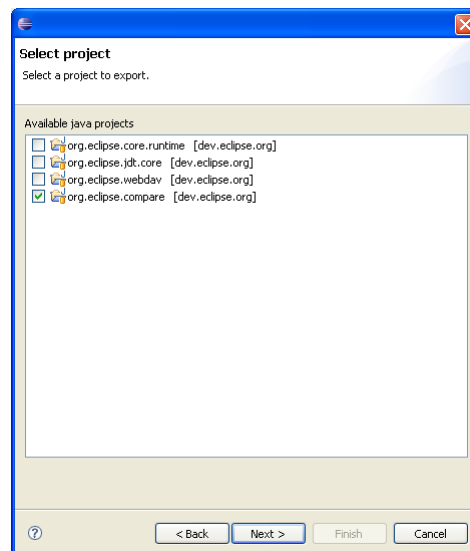 Select project
Select a project to export.
Available java projects
org.eclipse.core.runtime [dev.eclipse.org]
org.eclipse.jdt.core [dev.eclipse.org]
org.eclipse.webdav [dev.eclipse.org]
org.eclipse.compare [dev.eclipse.org]
< Back Next > Finish Cancel